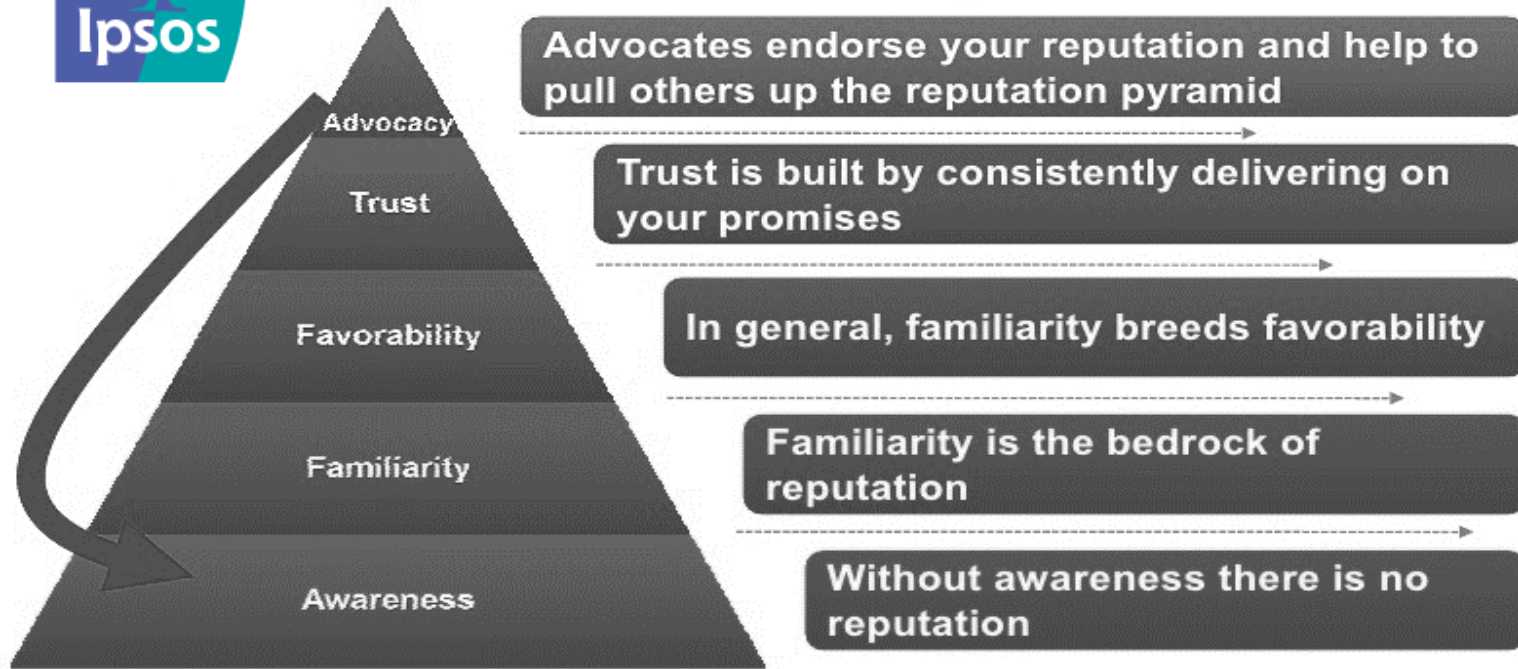 Ipsos
Advocates endorse your reputation and help to
pull others up the reputation pyramid
Advocacy
Trust is built by consistently delivering on
your promises
Trust
In general, familiarity breeds favorability
Favorability
Familiarity is the bedrock of
reputation
Familiarity
Without awareness there is no
reputation
Awareness